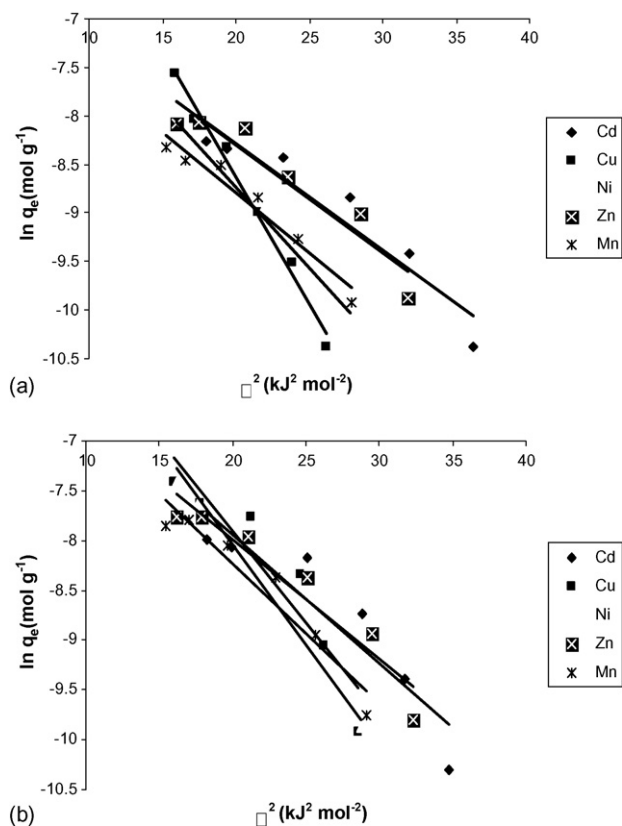 10 15 20 25 30 35 40
-7
-7.5
-8
-8.5
-9
-9.5
-10
-10.5
ln qe(mol g-1)
Cd
Cu
Ni
Zn
Mn
(a)
□² (kJ² mol-2)
10 15 20 25 30 35 40
-7
-7.5
-8
-8.5
-9
-9.5
-10
-10.5
ln qe(mol g-1)
Cd
Cu
Ni
Zn
Mn
(b)
□² (kJ² mol-2)